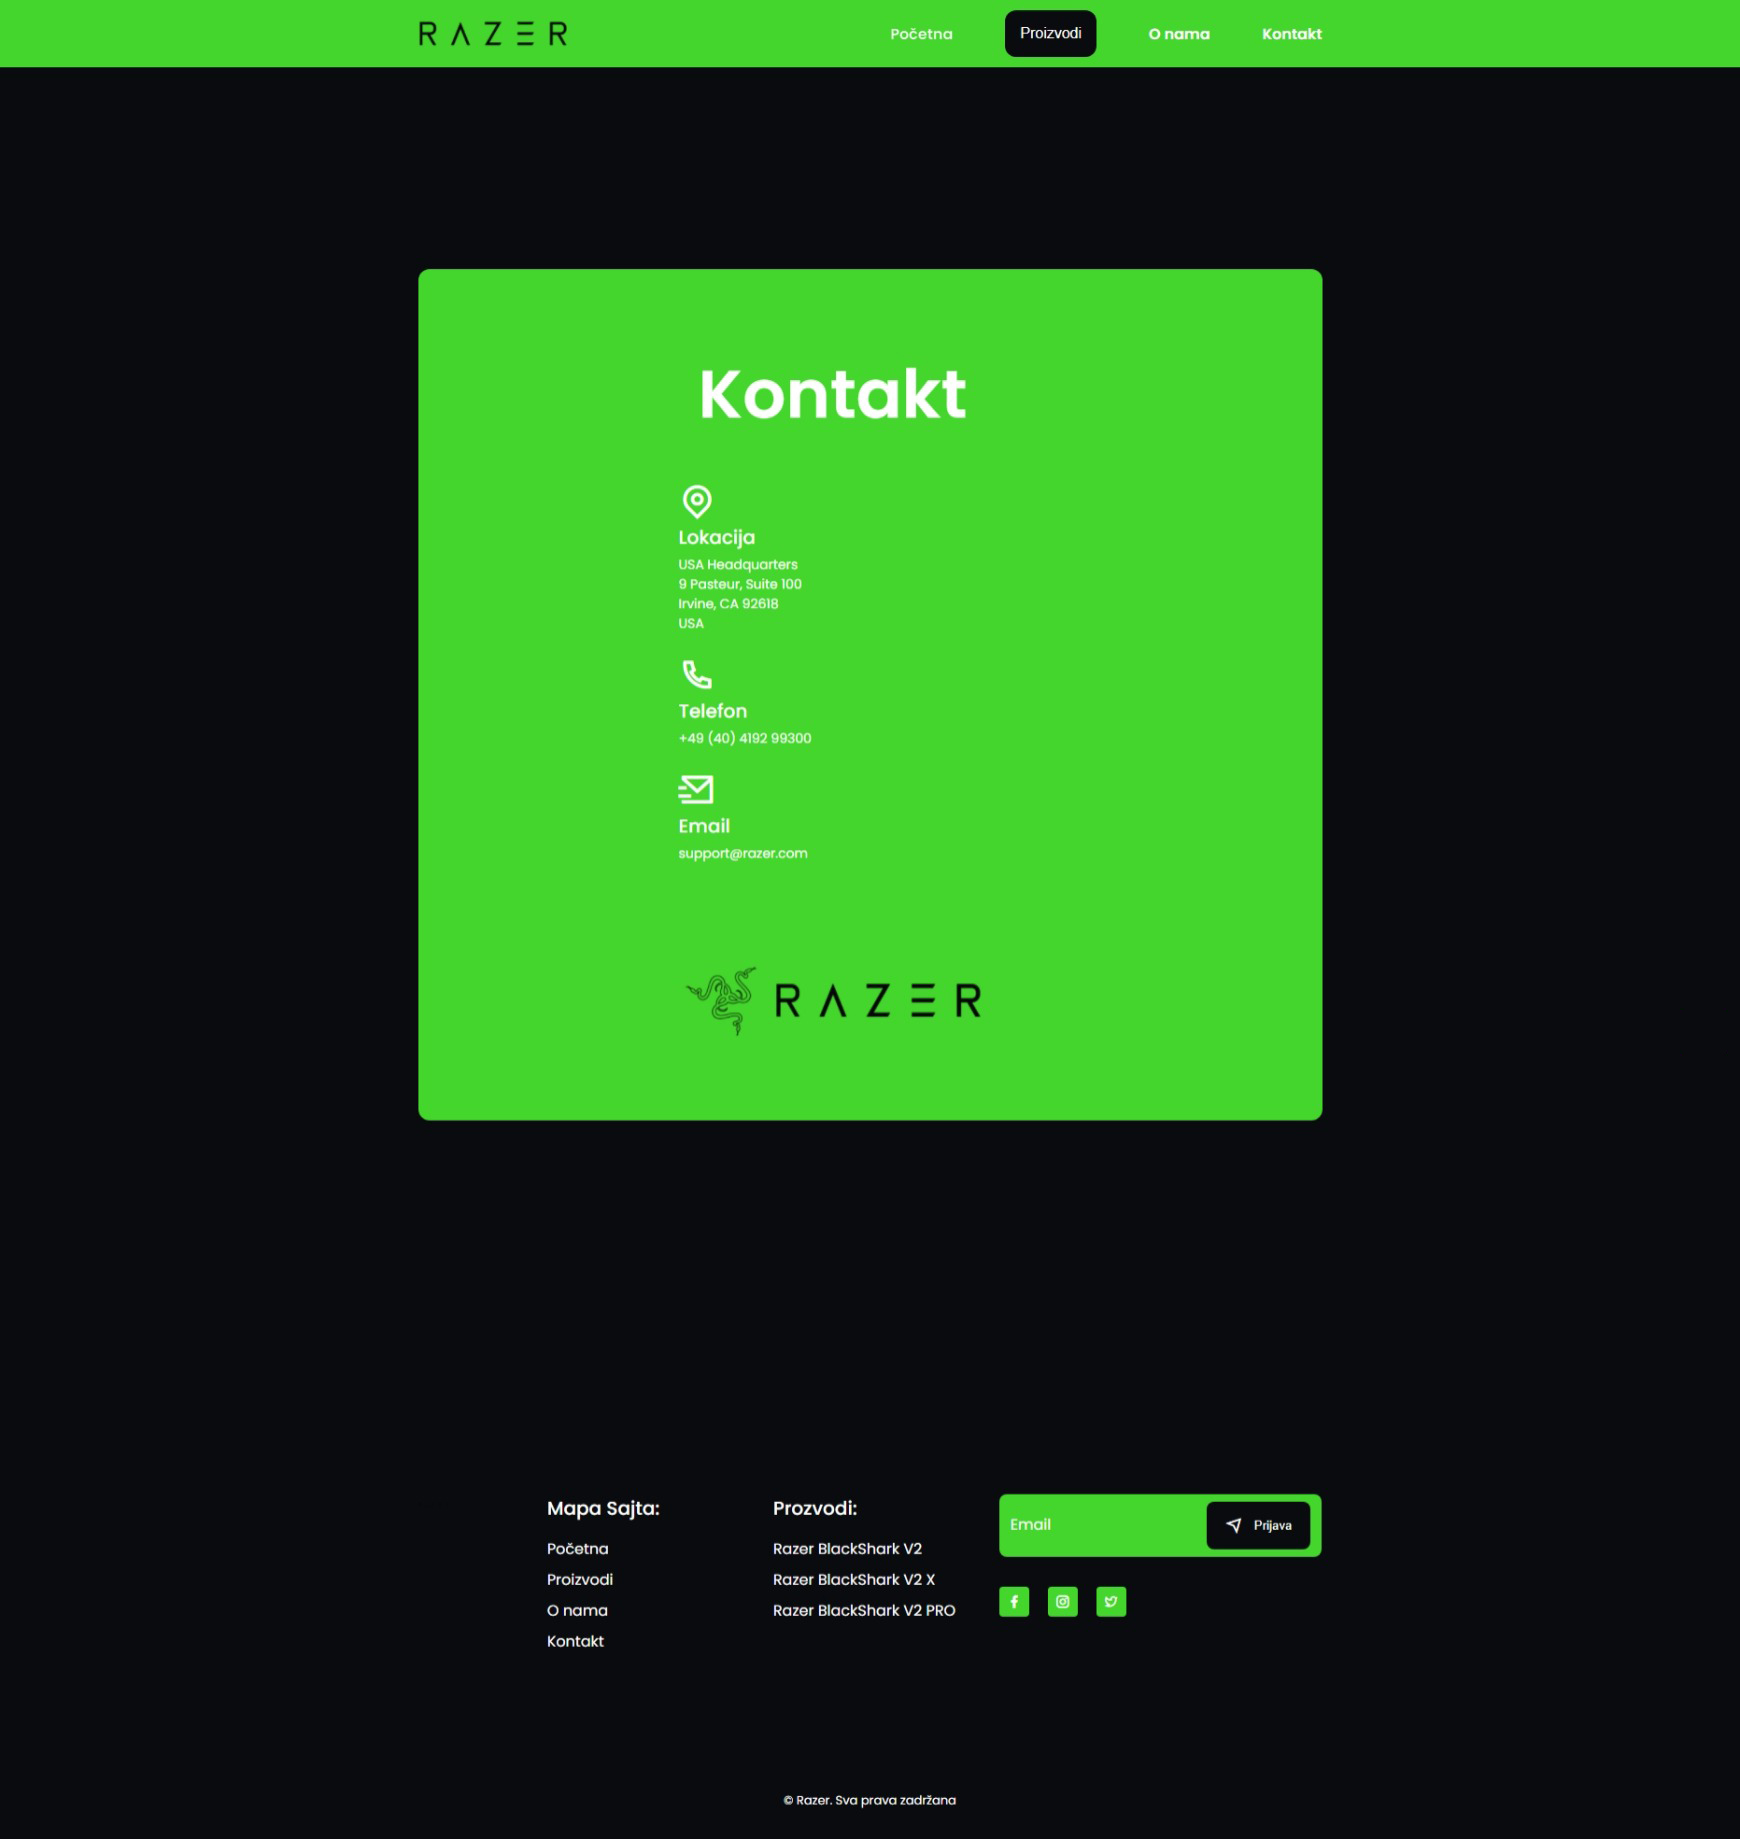 RAZER
Početna
Proizvodi
O nama
Kontakt
Kontakt
Lokacija
USA Headquarters
9 Pasteur, Suite 100
Irvine, CA 92618
USA
Telefon
+49 (40) 4192 99300
Email
support@razer.com
RAZER
Mapa Sajta:
Početna
Proizvodi
O nama
Kontakt
Prozvodi:
Razer BlackShark V2
Razer BlackShark V2 X
Razer BlackShark V2 PRO
Email
Prijava
© Razer. Sva prava zadržana